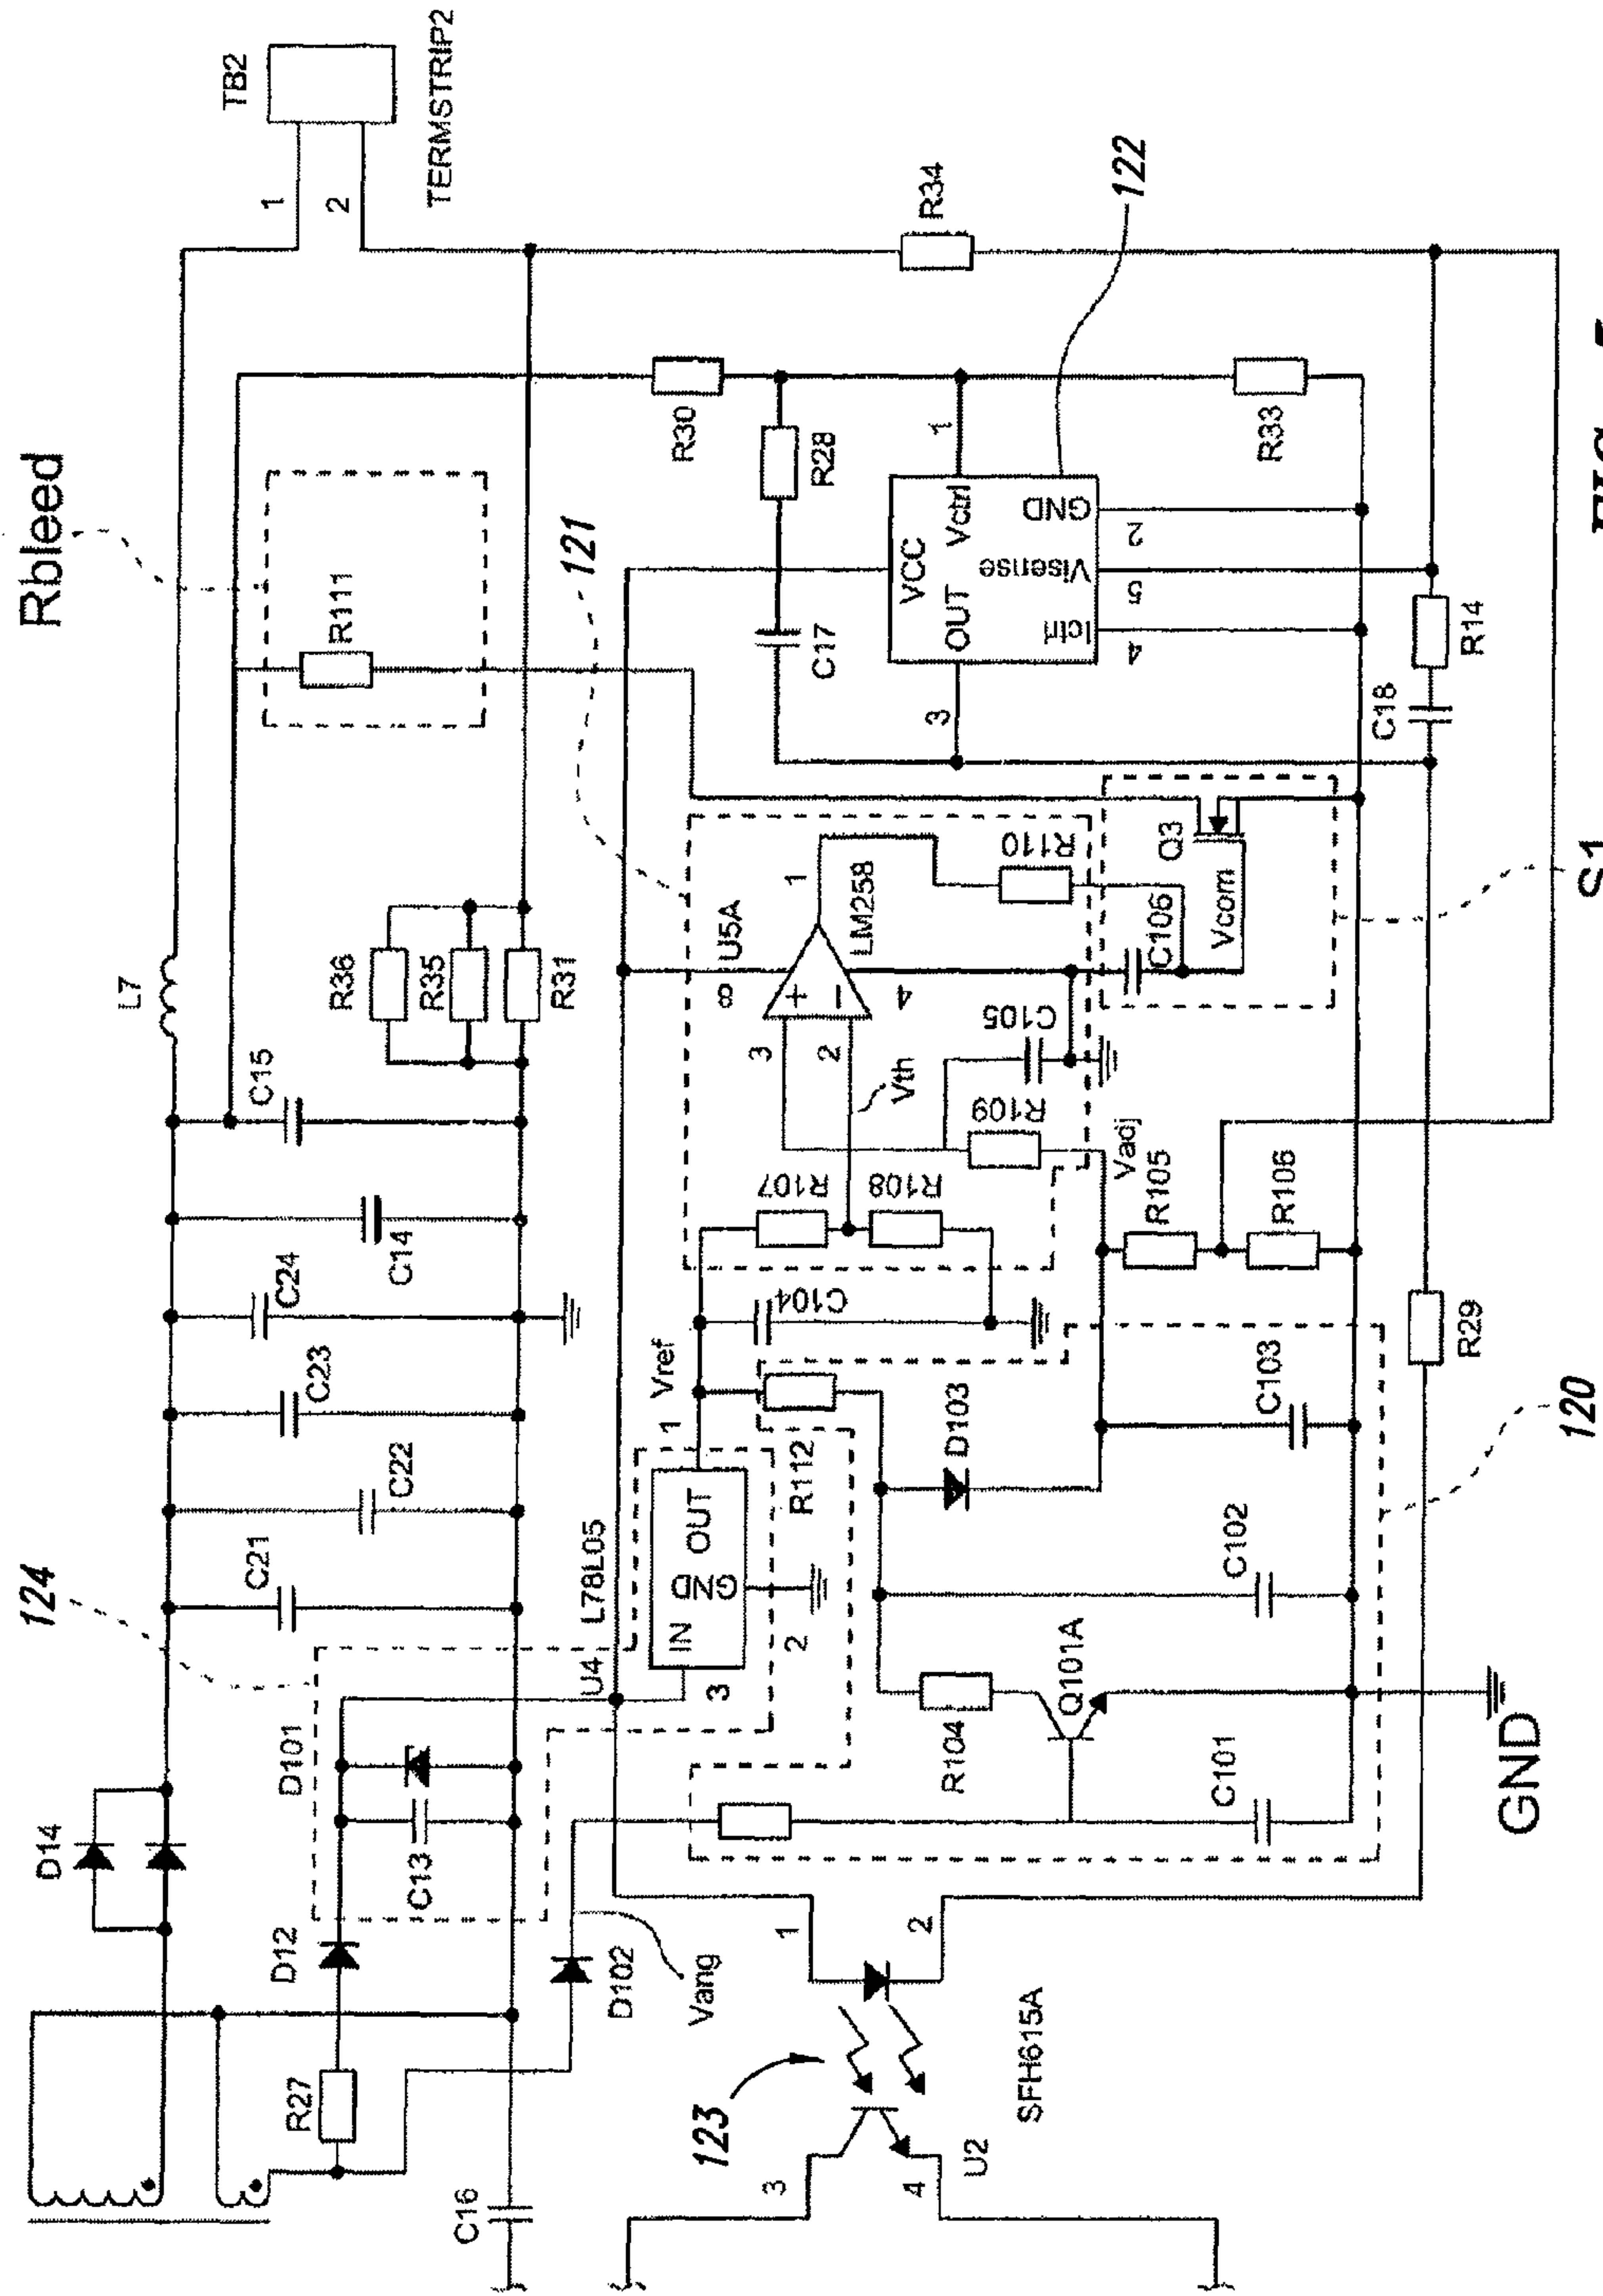 Rbleed
TB2
1
2
TERMSTRIP2
R111
L7
C15
R36
R35
R31
C14
C24
C23
C22
C21
124
D14
D101
C13
D12
R27
C16
D102
Vang
121
R30
R28
C17
R34
122
VCC
OUT
Vctrl
GND
Visense
Ictrl
1
2
3
4
5
R33
R14
C18
U5A
LM258
8
1
3
2
4
Vth
R110
C105
R109
R107
R108
C106
Q3
Vcom
S1
Vadj
R105
R106
C104
Vref
1
U4
L78L05
IN
OUT
GND
3
2
R112
D103
C103
C102
R29
120
R104
Q101A
C101
GND
1
2
123
3
4
U2
SFH615A